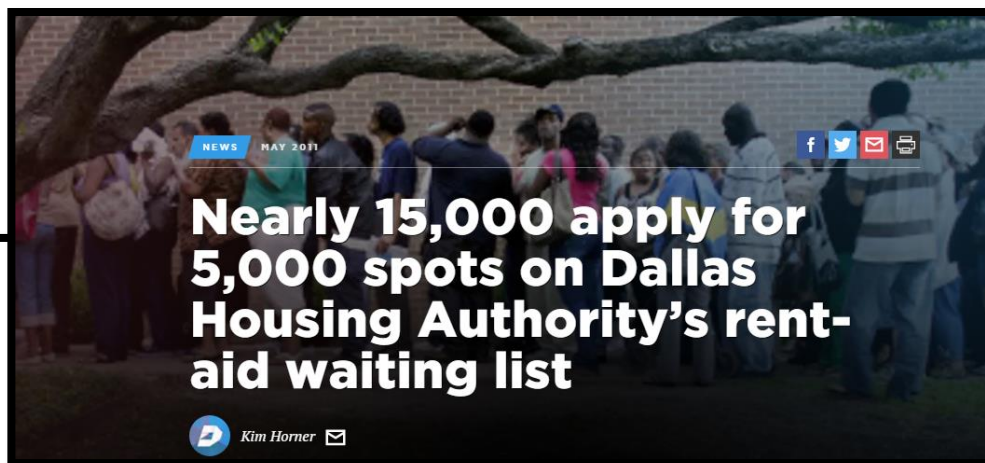 NEWS MAY 2011
Nearly 15,000 apply for
5,000 spots on Dallas
Housing Authority’s rent-
aid waiting list
Kim Horner